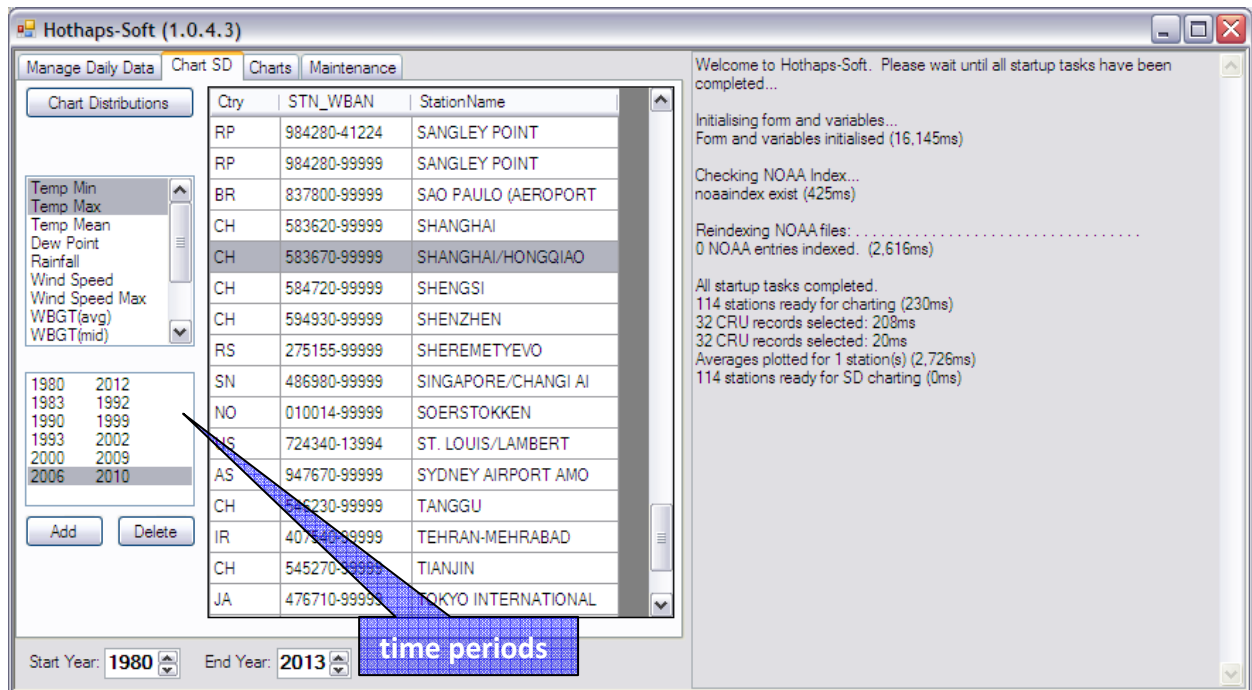 Hothaps-Soft (1.0.4.3)
Manage Daily Data Chart SD Charts Maintenance
Chart Distributions
Temp Min
Temp Max
Temp Mean
Dew Point
Rainfall
Wind Speed
Wind Speed Max
WBGT(avg)
WBGT(mid)
1980 2012
1983 1992
1990 1999
1993 2002
2000 2009
2006 2010
Add Delete
Ctry STN_WBAN StationName
RP 984280-41224 SANGLEY POINT
RP 984280-99999 SANGLEY POINT
BR 837800-99999 SAO PAULO (AEROPORT
CH 583620-99999 SHANGHAI
CH 583670-99999 SHANGHAI/HONGQIAO
CH 584720-99999 SHENGSI
CH 594930-99999 SHENZHEN
RS 275155-99999 SHEREMETYEVO
SN 486980-99999 SINGAPORE/CHANGI AI
NO 010014-99999 SOERSTOKKEN
724340-13994 ST. LOUIS/LAMBERT
AS 947670-99999 SYDNEY AIRPORT AMO
CH TANGGU
IR TEHRAN-MEHRABAD
CH TIANJIN
JA 476710-99999 TOKYO INTERNATIONAL
time periods
Start Year: 1980 End Year: 2013
Welcome to Hothaps-Soft. Please wait until all startup tasks have been
completed...
Initialising form and variables...
Form and variables initialised (16,145ms)
Checking NOAA Index...
noaaindex exist (425ms)
Reindexing NOAA files: . . . . . . . . . . . . . . . . . . . . . . . . . . . . . . . . . .
0 NOAA entries indexed. (2,616ms)
All startup tasks completed.
114 stations ready for charting (230ms)
32 CRU records selected: 208ms
32 CRU records selected: 20ms
Averages plotted for 1 station(s) (2,726ms)
114 stations ready for SD charting (0ms)